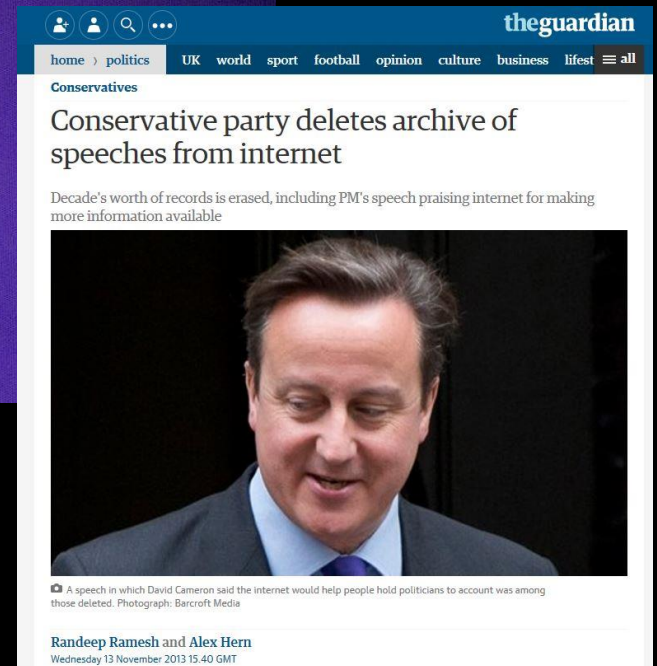 theguardian
home › politics UK world sport football opinion culture business lifest ≡ all
Conservatives
Conservative party deletes archive of
speeches from internet
Decade's worth of records is erased, including PM's speech praising internet for making
more information available
A speech in which David Cameron said the internet would help people hold politicians to account was among
those deleted. Photograph: Barcroft Media
Randeep Ramesh and Alex Hern
Wednesday 13 November 2013 15.40 GMT